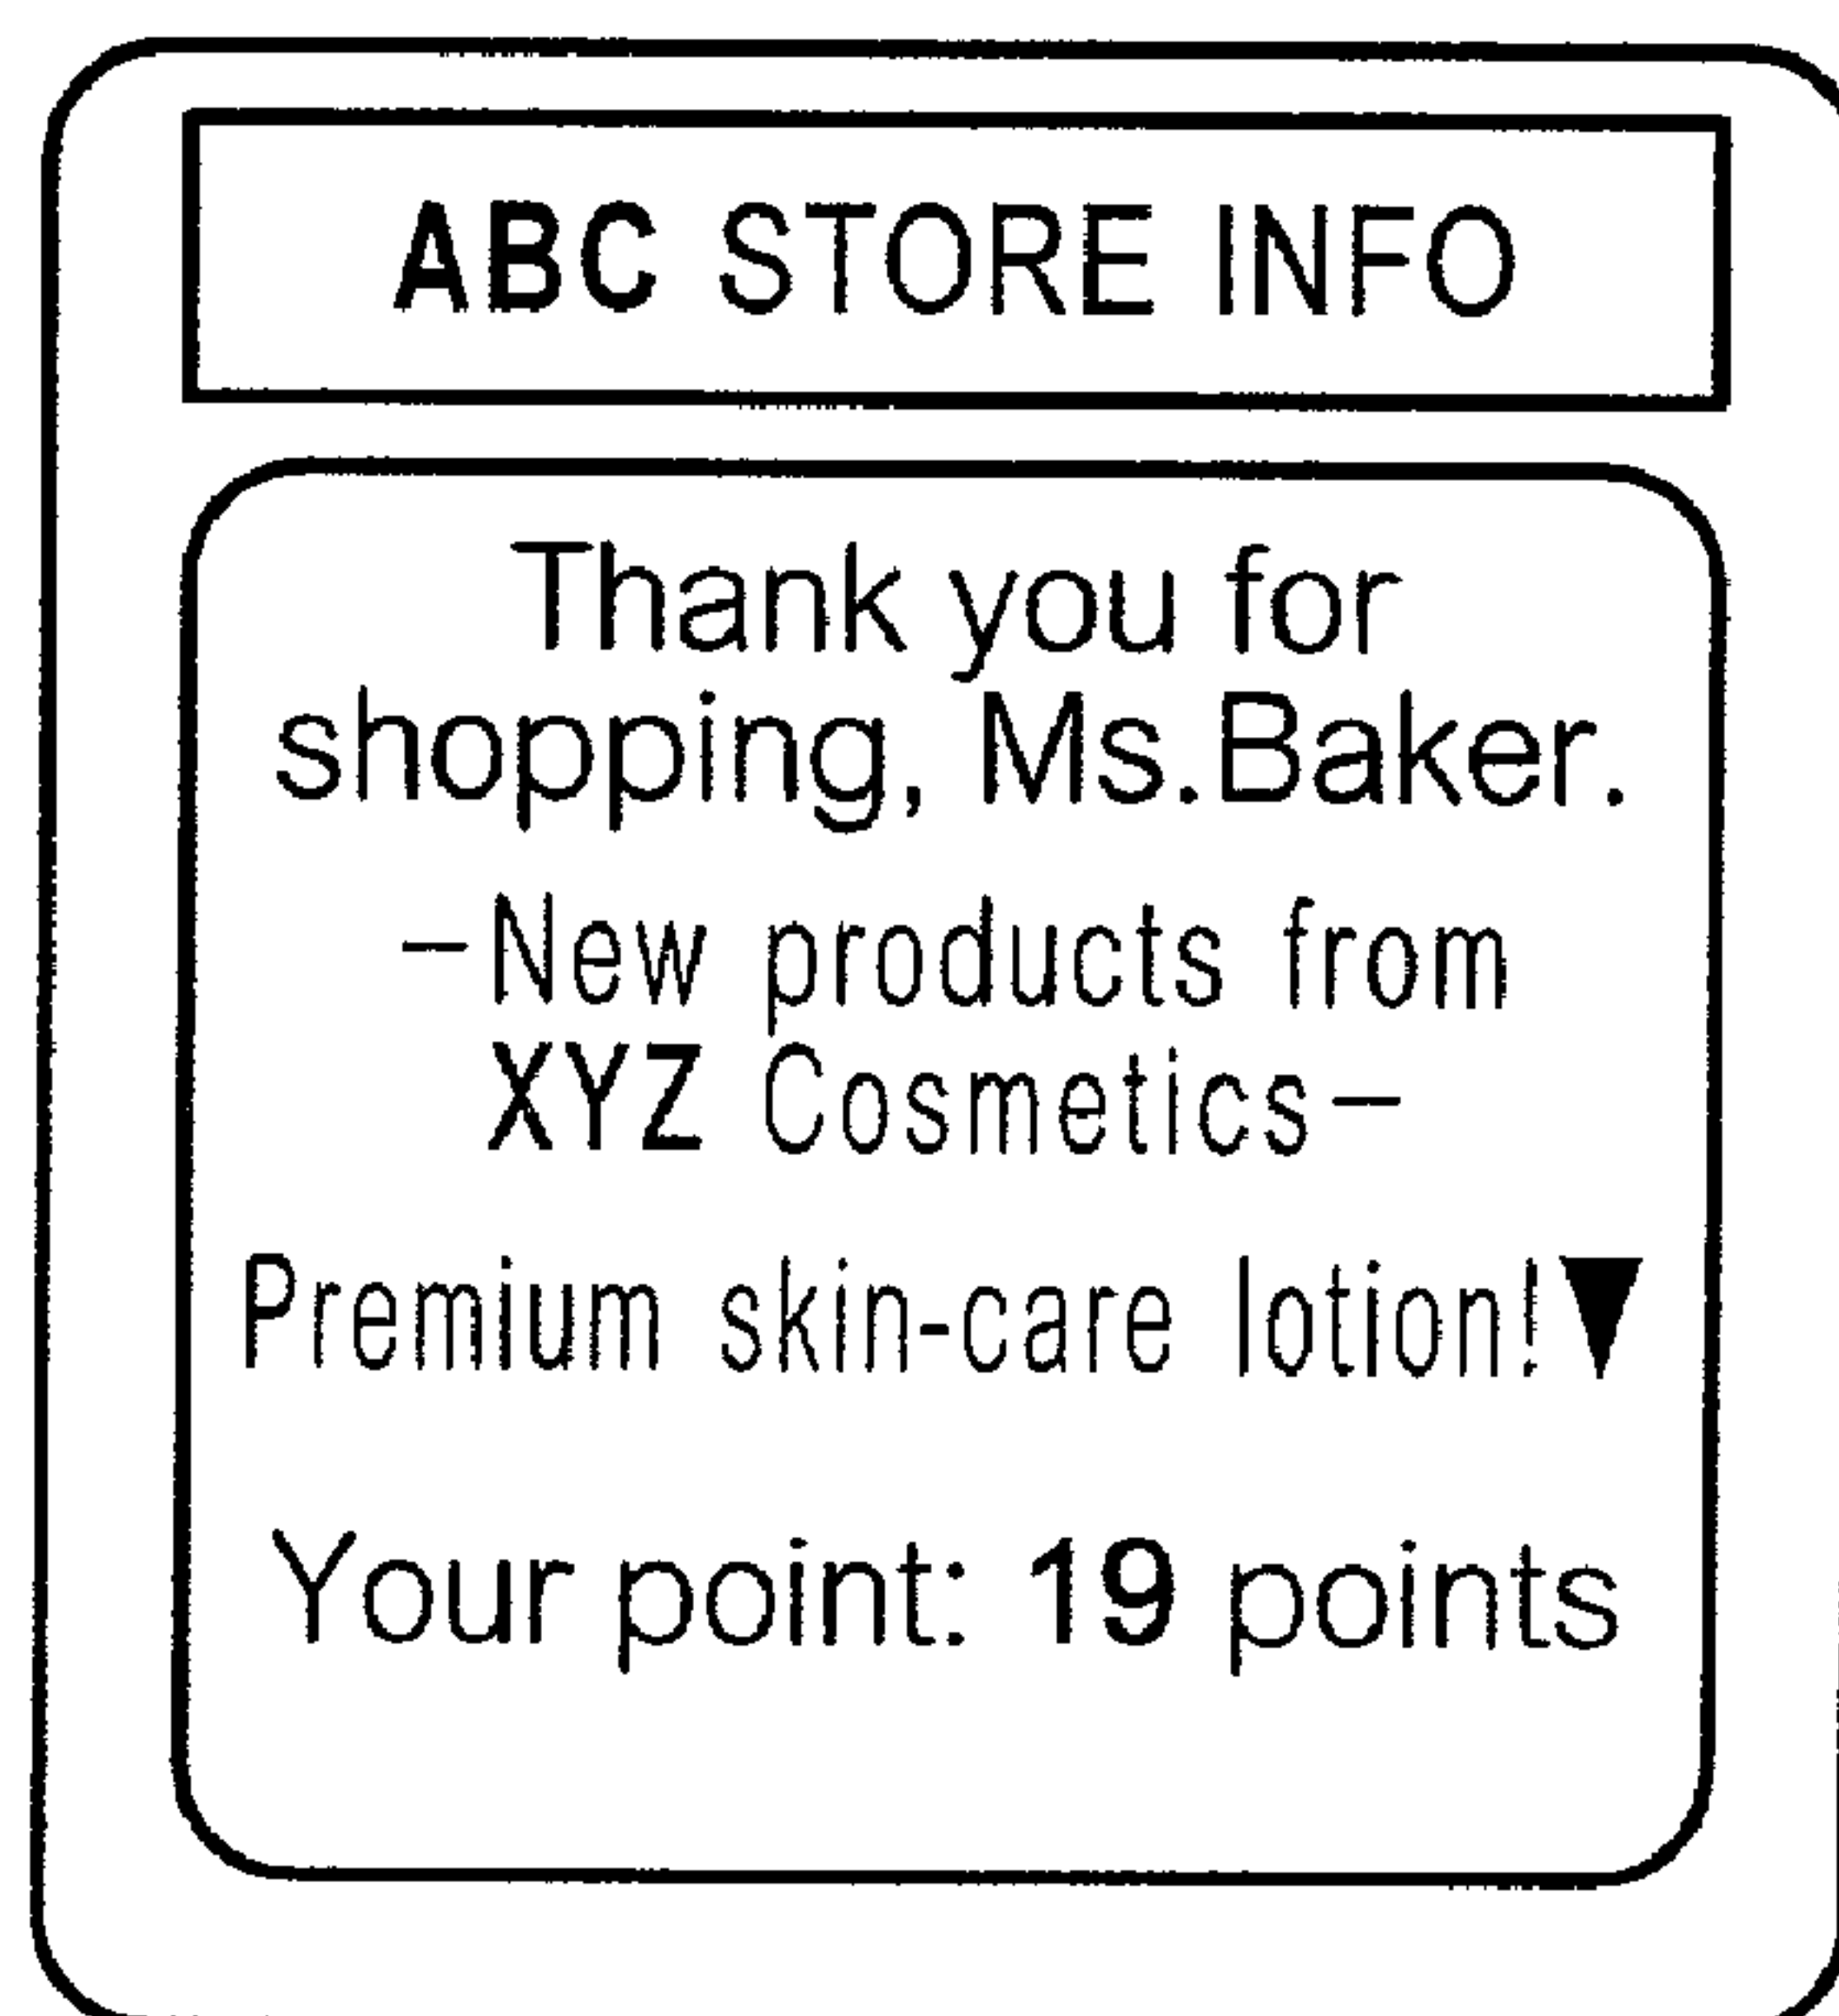 ABC STORE INFO
Thank you for
shopping, Ms.Baker.
—New products from
XYZ Cosmetics—
Premium skin-care lotion!▼
Your point: 19 points